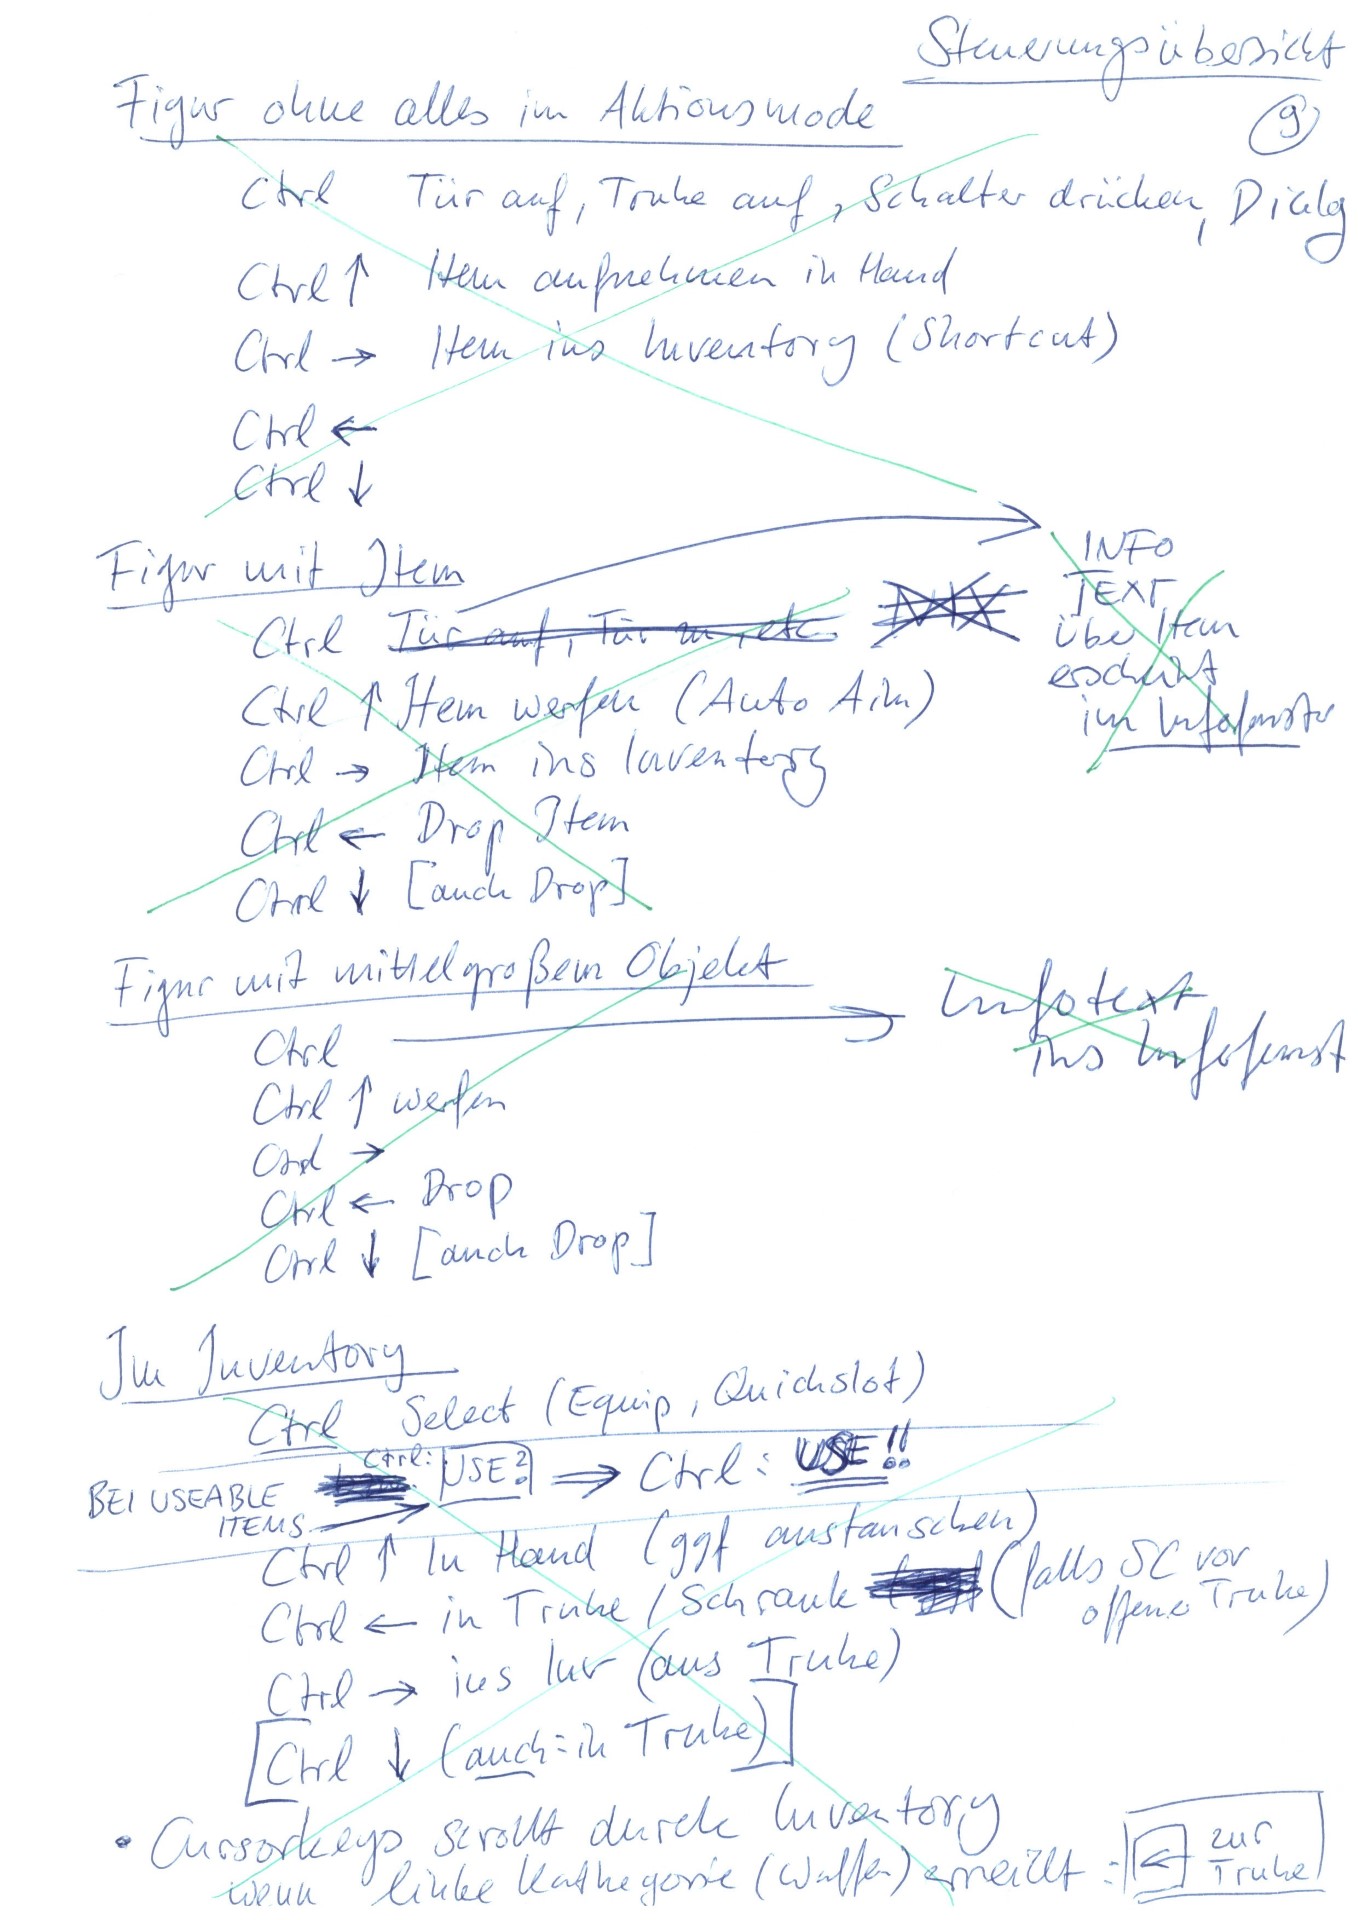 Steuerungsübersicht
9
Figur ohne alles im Aktionsmode
Ctrl Tür auf, Truhe auf, Schalter drücken, Dialog
Ctrl ↑ Item aufnehmen in Hand
Ctrl → Item ins Inventory (Shortcut)
Ctrl ←
Ctrl ↓
Figur mit Item
Ctrl Tür auf, Tür zu, etc.
INFO
TEXT
über Item
erscheint
im Infofenster
Ctrl ↑ Item werfen (Auto Aim)
Ctrl → Item ins Inventory
Ctrl ← Drop Item
Ctrl ↓ [auch Drop]
Figur mit mittelgroßem Objekt
Ctrl
Infotext
ins Infofenst
Ctrl ↑ werfen
Ctrl →
Ctrl ← Drop
Ctrl ↓ [auch Drop]
Im Inventory
Ctrl Select (Equip, Quickslot)
BEI USEABLE
ITEMS → Ctrl: USE? ⇒ Ctrl: USE!!
Ctrl ↑ In Hand (ggf austauschen)
Ctrl ← in Truhe / Schrank (falls SC vor
offener Truhe)
Ctrl → ins Inv (aus Truhe)
[Ctrl ↓ (auch: in Truhe)]
• Cursorkeys scrollt durch Inventory
wenn linke Kathegorie (Waffen) erreicht: ← zur
Truhe